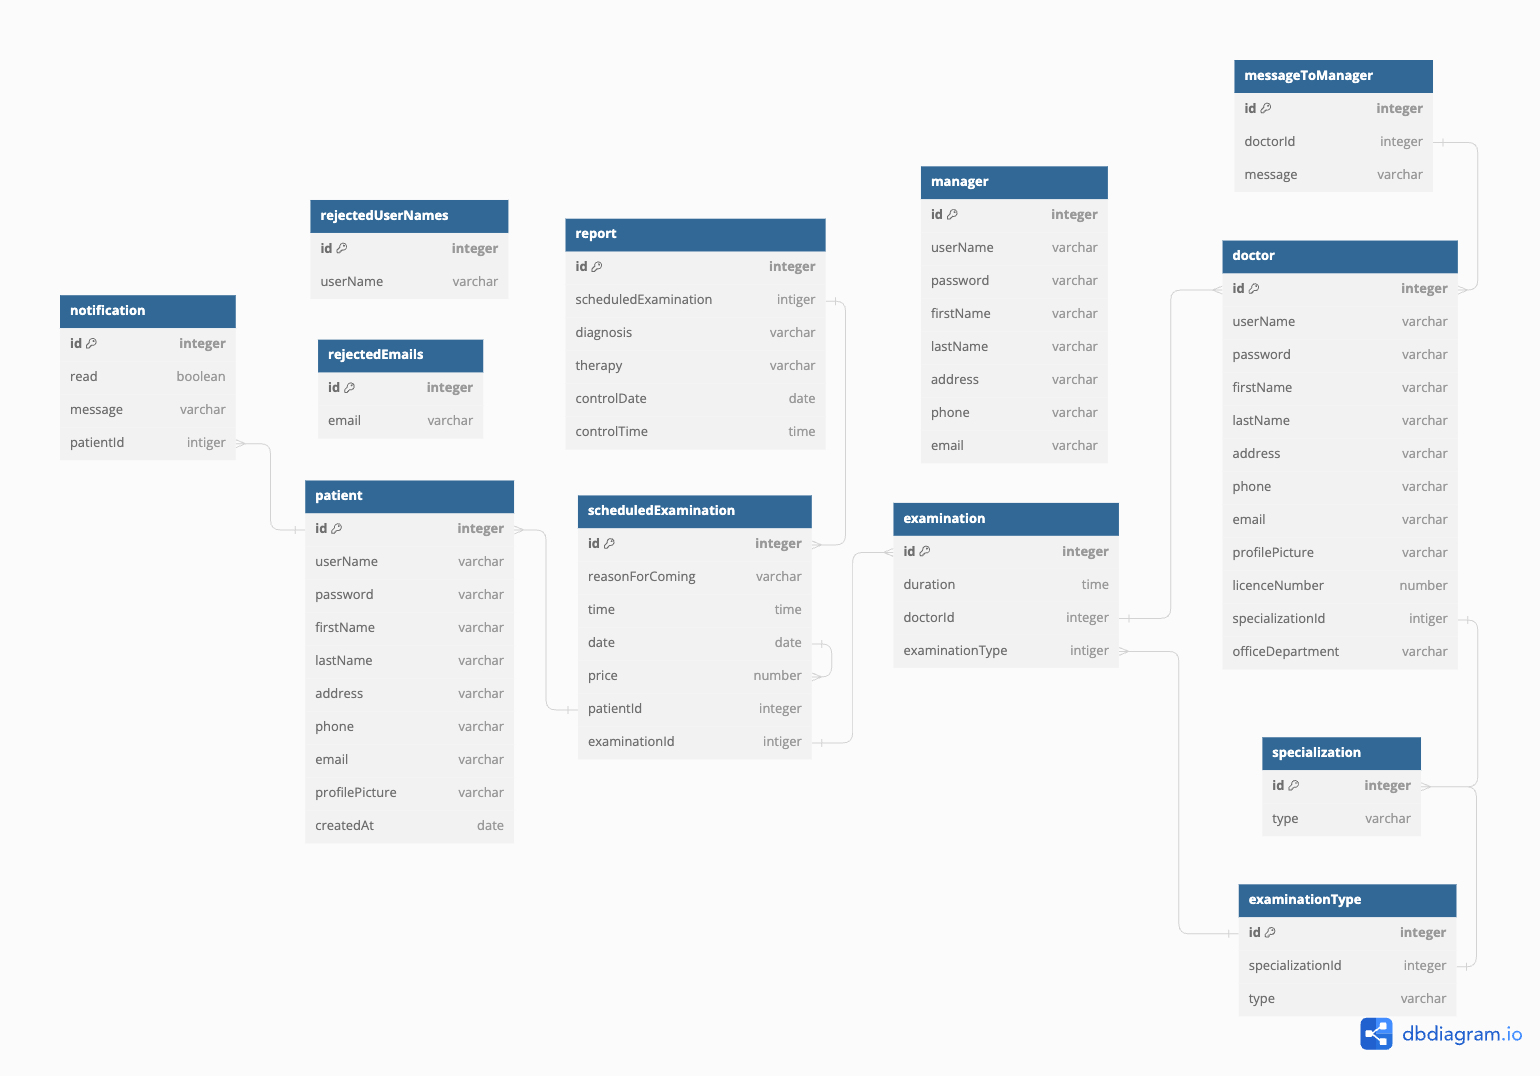 messageToManager
id integer
doctorId integer
message varchar
manager
id integer
userName varchar
password varchar
firstName varchar
lastName varchar
address varchar
phone varchar
email varchar
rejectedUserNames
id integer
userName varchar
report
id integer
scheduledExamination intiger
diagnosis varchar
therapy varchar
controlDate date
controlTime time
doctor
id integer
userName varchar
password varchar
firstName varchar
lastName varchar
address varchar
phone varchar
email varchar
profilePicture varchar
licenceNumber number
specializationId intiger
officeDepartment varchar
notification
id integer
read boolean
message varchar
patientId intiger
rejectedEmails
id integer
email varchar
patient
id integer
userName varchar
password varchar
firstName varchar
lastName varchar
address varchar
phone varchar
email varchar
profilePicture varchar
createdAt date
scheduledExamination
id integer
reasonForComing varchar
time time
date date
price number
patientId integer
examinationId intiger
examination
id integer
duration time
doctorId integer
examinationType intiger
specialization
id integer
type varchar
examinationType
id integer
specializationId integer
type varchar
dbdiagram.io